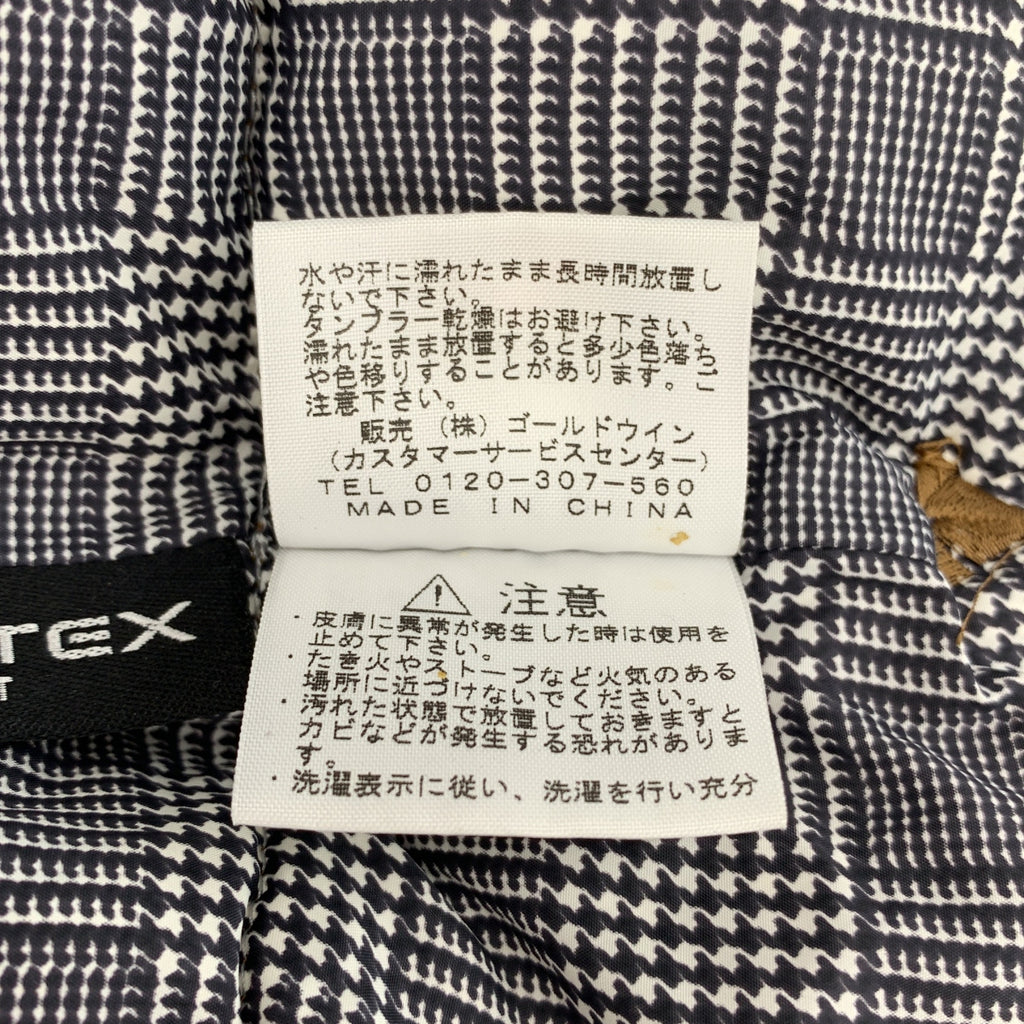 水や汗に濡れたまま長時間放置し
ないで下さい。
タンブラー乾燥はお避け下さい。
濡れたまま放置すると多少色落ち
や色移りすることがあります。ご
注意下さい。
販売 (株) ゴールドウイン
(カスタマーサービスセンター)
TEL 0120-307-560
MADE IN CHINA
TEX
⚠ 注意
・皮膚に異常が発生した時は使用を
止めて下さい。
・たき火やストーブなど火気のある
場所に近づけないでください。
・汚れた状態で放置しておきますと
カビなどが発生する恐れがありま
す。
・洗濯表示に従い、洗濯を行い充分